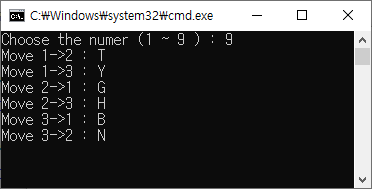 C:₩Windows₩system32₩cmd.exe
Choose the numer (1 ~ 9 ) : 9
Move 1->2 : T
Move 1->3 : Y
Move 2->1 : G
Move 2->3 : H
Move 3->1 : B
Move 3->2 : N